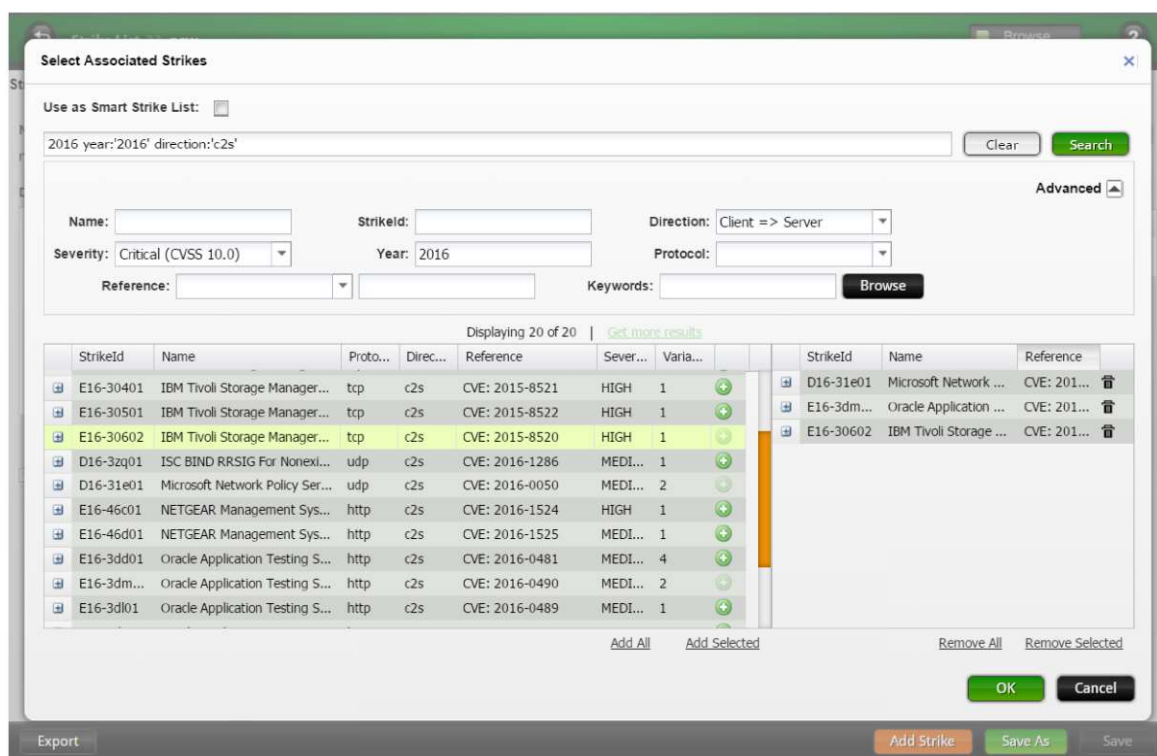 Browse ?
Select Associated Strikes
Use as Smart Strike List:
2016 year:'2016' direction:'c2s' Clear Search
Advanced
Name: StrikeId: Direction: Client => Server
Severity: Critical (CVSS 10.0) Year: 2016 Protocol:
Reference: Keywords: Browse
Displaying 20 of 20 | Get more results
StrikeId Name Proto... Direc... Reference Sever... Varia... StrikeId Name Reference
E16-30401 IBM Tivoli Storage Manager... tcp c2s CVE: 2015-8521 HIGH 1 D16-31e01 Microsoft Network ... CVE: 201...
E16-30501 IBM Tivoli Storage Manager... tcp c2s CVE: 2015-8522 HIGH 1 E16-3dm... Oracle Application ... CVE: 201...
E16-30602 IBM Tivoli Storage Manager... tcp c2s CVE: 2015-8520 HIGH 1 E16-30602 IBM Tivoli Storage ... CVE: 201...
D16-3zq01 ISC BIND RRSIG For Nonexi... udp c2s CVE: 2016-1286 MEDI... 1
D16-31e01 Microsoft Network Policy Ser... udp c2s CVE: 2016-0050 MEDI... 2
E16-46c01 NETGEAR Management Sys... http c2s CVE: 2016-1524 HIGH 1
E16-46d01 NETGEAR Management Sys... http c2s CVE: 2016-1525 MEDI... 1
E16-3dd01 Oracle Application Testing S... http c2s CVE: 2016-0481 MEDI... 4
E16-3dm... Oracle Application Testing S... http c2s CVE: 2016-0490 MEDI... 2
E16-3dl01 Oracle Application Testing S... http c2s CVE: 2016-0489 MEDI... 1
Add All Add Selected Remove All Remove Selected
OK Cancel
Export Add Strike Save As Save